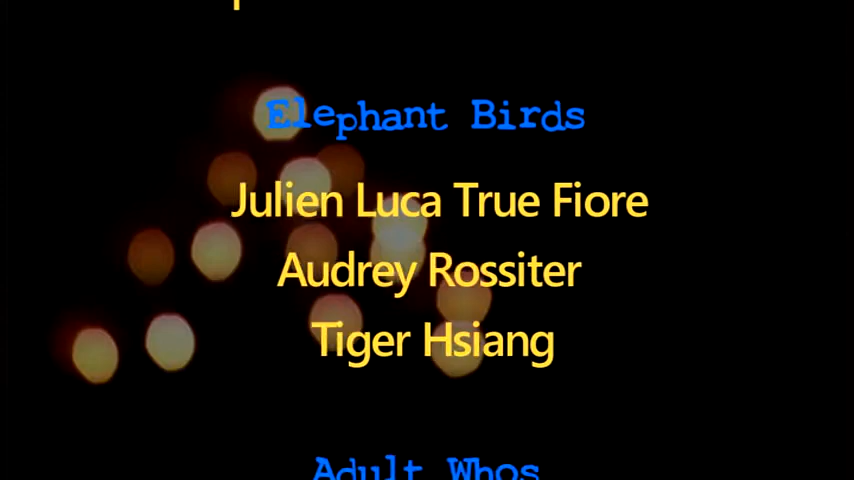 Elephant Birds
Julien Luca True Fiore
Audrey Rossiter
Tiger Hsiang
Adult Whos